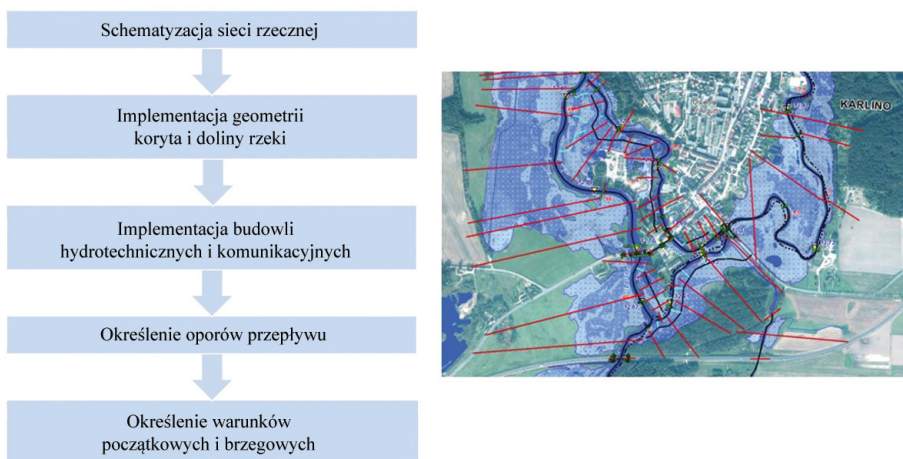 Schematyzacja sieci rzecznej
Implementacja geometrii
koryta i doliny rzeki
Implementacja budowli
hydrotechnicznych i komunikacyjnych
Określenie oporów przepływu
Określenie warunków
początkowych i brzegowych
KARLINO